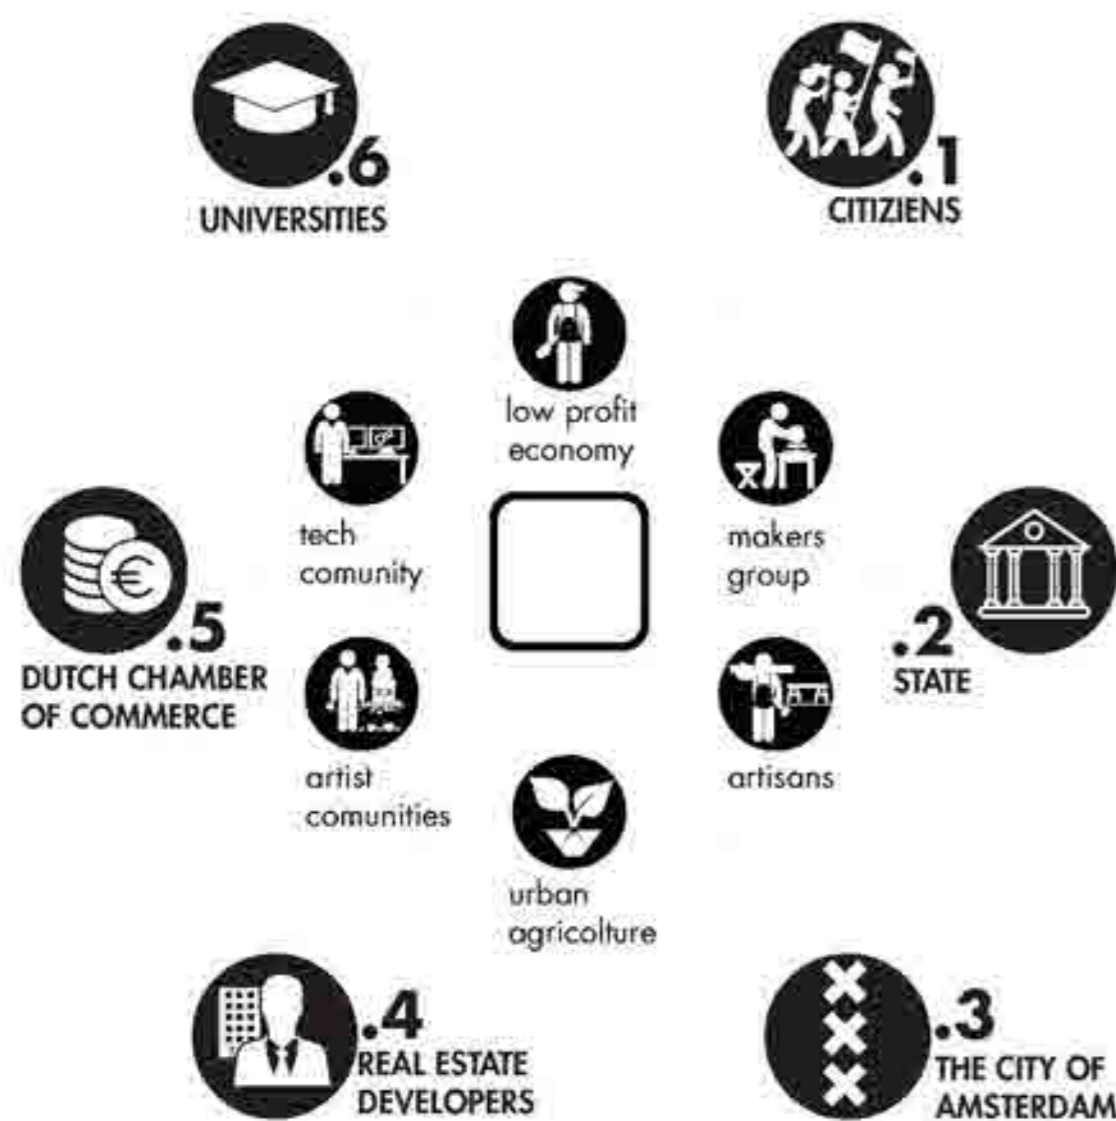 .6
UNIVERSITIES
.1
CITIZIENS
low profit
economy
tech
comunity
makers
group
.5
DUTCH CHAMBER
OF COMMERCE
.2
STATE
artist
comunities
artisans
urban
agricolture
.4
REAL ESTATE
DEVELOPERS
.3
THE CITY OF
AMSTERDAM